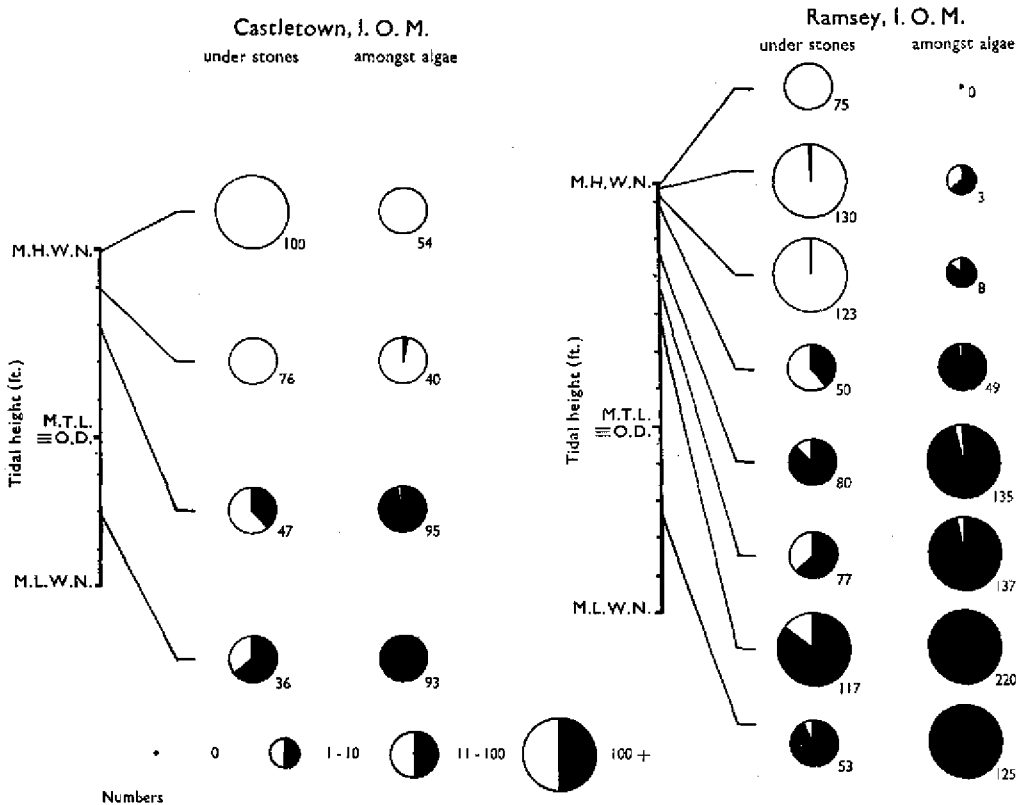 Castletown, I. O. M.
under stones amongst algae
Ramsey, I. O. M.
under stones amongst algae
75 0
M.H.W.N.
130 3
100 54
M.H.W.N.
123 8
76 40
50 49
Tidal height (ft.)
M.T.L.
≡O.D.
Tidal height (ft.)
M.T.L.
≡O.D.
80 135
47 95
77 137
M.L.W.N.
M.L.W.N.
36 93
117 220
53 125
0 1-10 11-100 100 +
Numbers